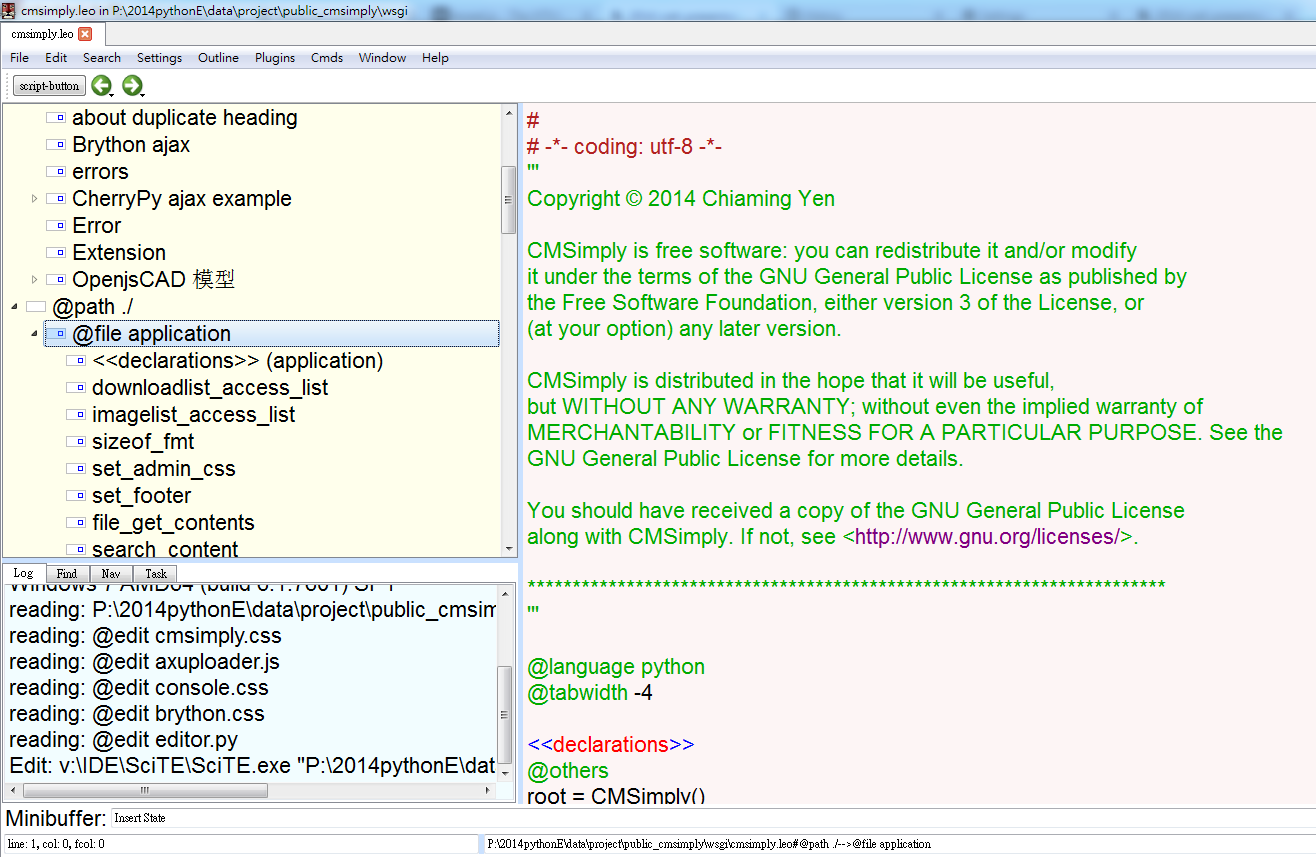 cmsimply.leo in P:\2014pythonE\data\project\public_cmsimply\wsgi
cmsimply.leo
File Edit Search Settings Outline Plugins Cmds Window Help
script-button
about duplicate heading
Brython ajax
errors
CherryPy ajax example
Error
Extension
OpenjsCAD 模型
@path ./
@file application
<<declarations>> (application)
downloadlist_access_list
imagelist_access_list
sizeof_fmt
set_admin_css
set_footer
file_get_contents
search_content
Log Find Nav Task
Windows 7 AMD64 (build 6.1.7601) SP1
reading: P:\2014pythonE\data\project\public_cmsim
reading: @edit cmsimply.css
reading: @edit axuploader.js
reading: @edit console.css
reading: @edit brython.css
reading: @edit editor.py
Edit: v:\IDE\SciTE\SciTE.exe "P:\2014pythonE\dat
#
# -*- coding: utf-8 -*-
'''
Copyright © 2014 Chiaming Yen

CMSimply is free software: you can redistribute it and/or modify
it under the terms of the GNU General Public License as published by
the Free Software Foundation, either version 3 of the License, or
(at your option) any later version.

CMSimply is distributed in the hope that it will be useful,
but WITHOUT ANY WARRANTY; without even the implied warranty of
MERCHANTABILITY or FITNESS FOR A PARTICULAR PURPOSE. See the
GNU General Public License for more details.

You should have received a copy of the GNU General Public License
along with CMSimply. If not, see <http://www.gnu.org/licenses/>.

***********************************************************************
'''

@language python
@tabwidth -4

<<declarations>>
@others
root = CMSimply()
Minibuffer: Insert State
line: 1, col: 0, fcol: 0
P:\2014pythonE\data\project\public_cmsimply\wsgi\cmsimply.leo#@path ./-->@file application